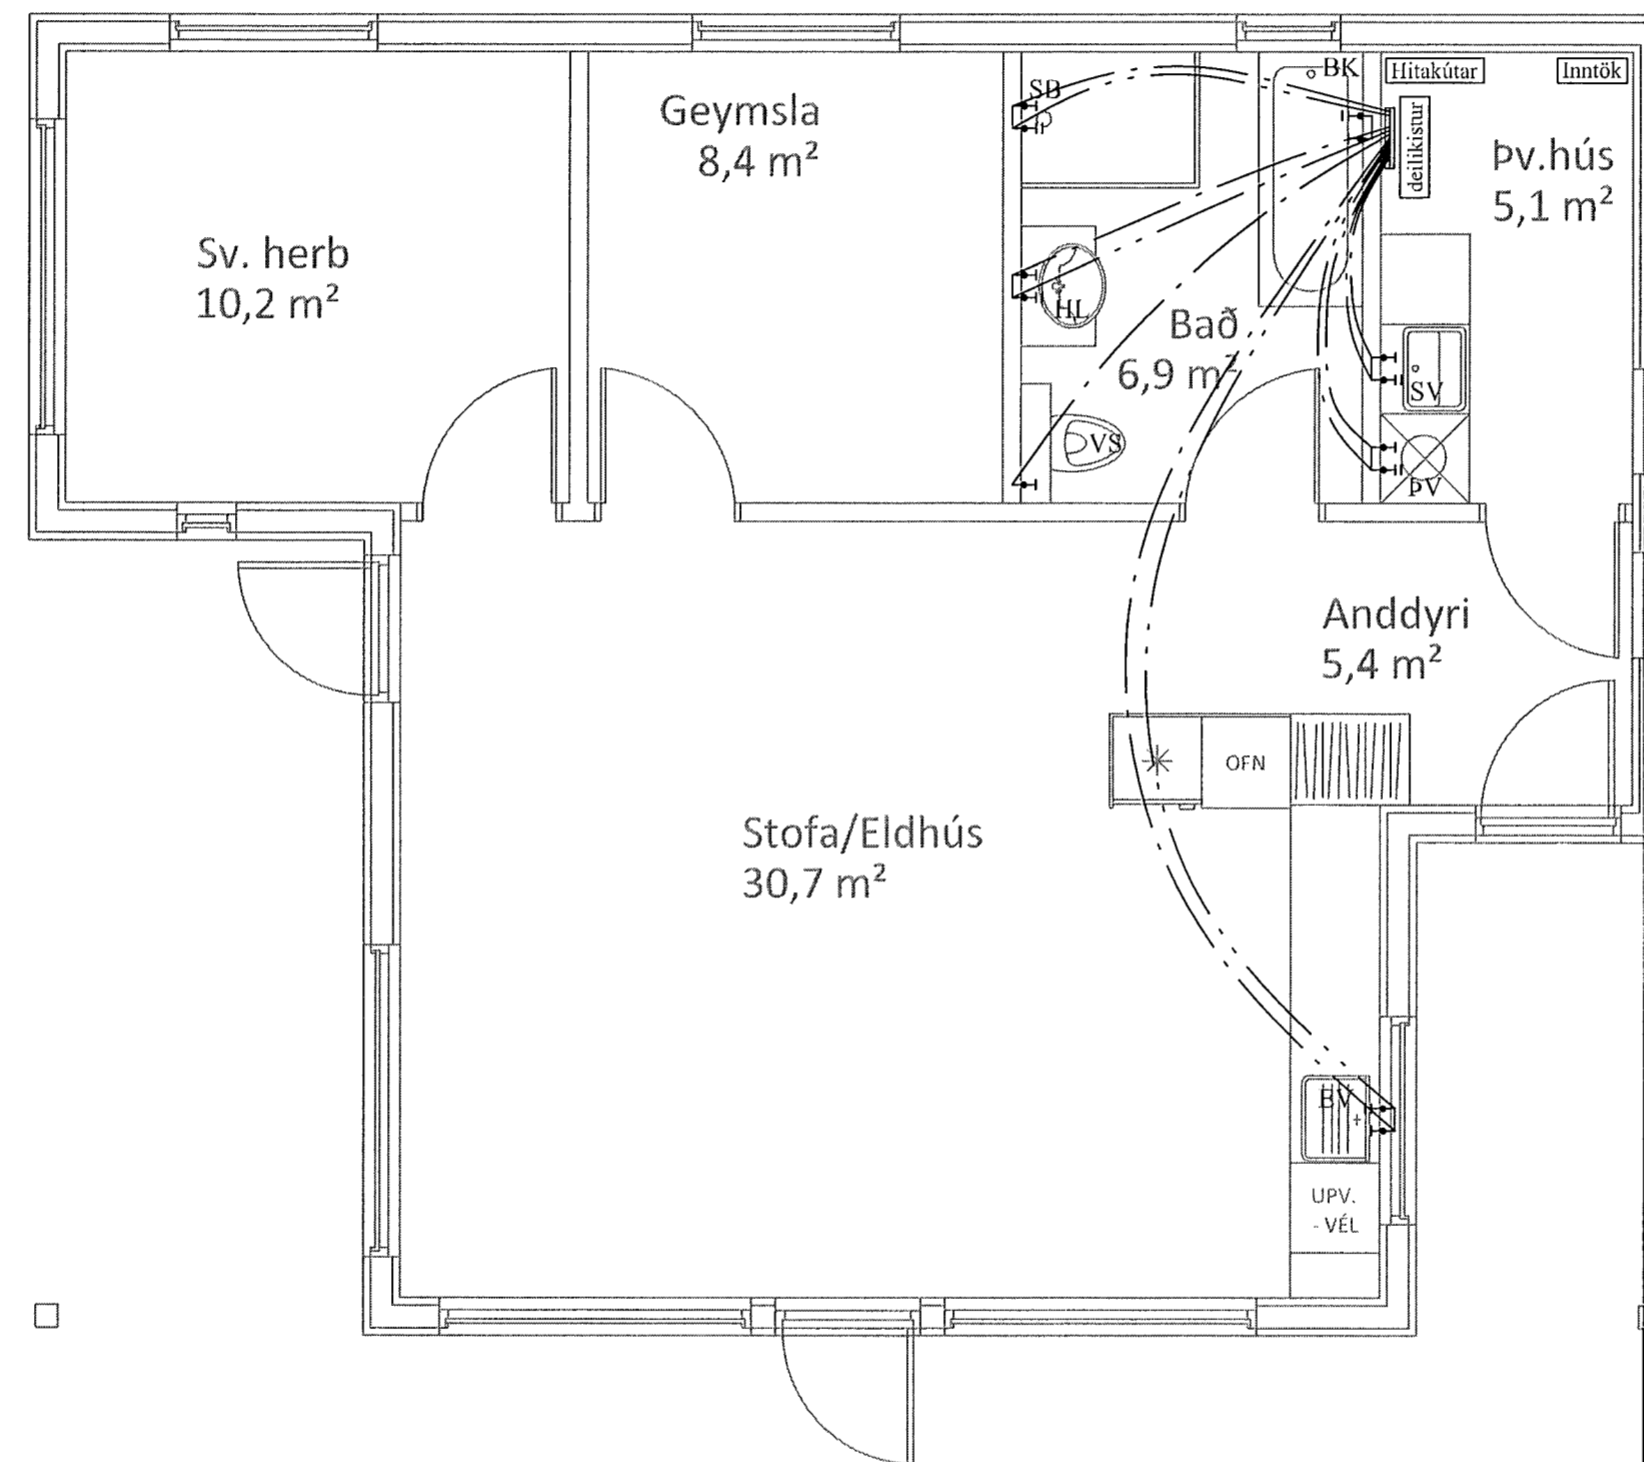 BK
Hitakútar
Inntök
SB
Geymsla
8,4 m²
deilikistur
Þv.hús
5,1 m²
Sv. herb
10,2 m²
HL
Bað
6,9 m²
SV
VS
ÞV
Anddyri
5,4 m²
OFN
Stofa/Eldhús
30,7 m²
EV
UPV.
- VÉL